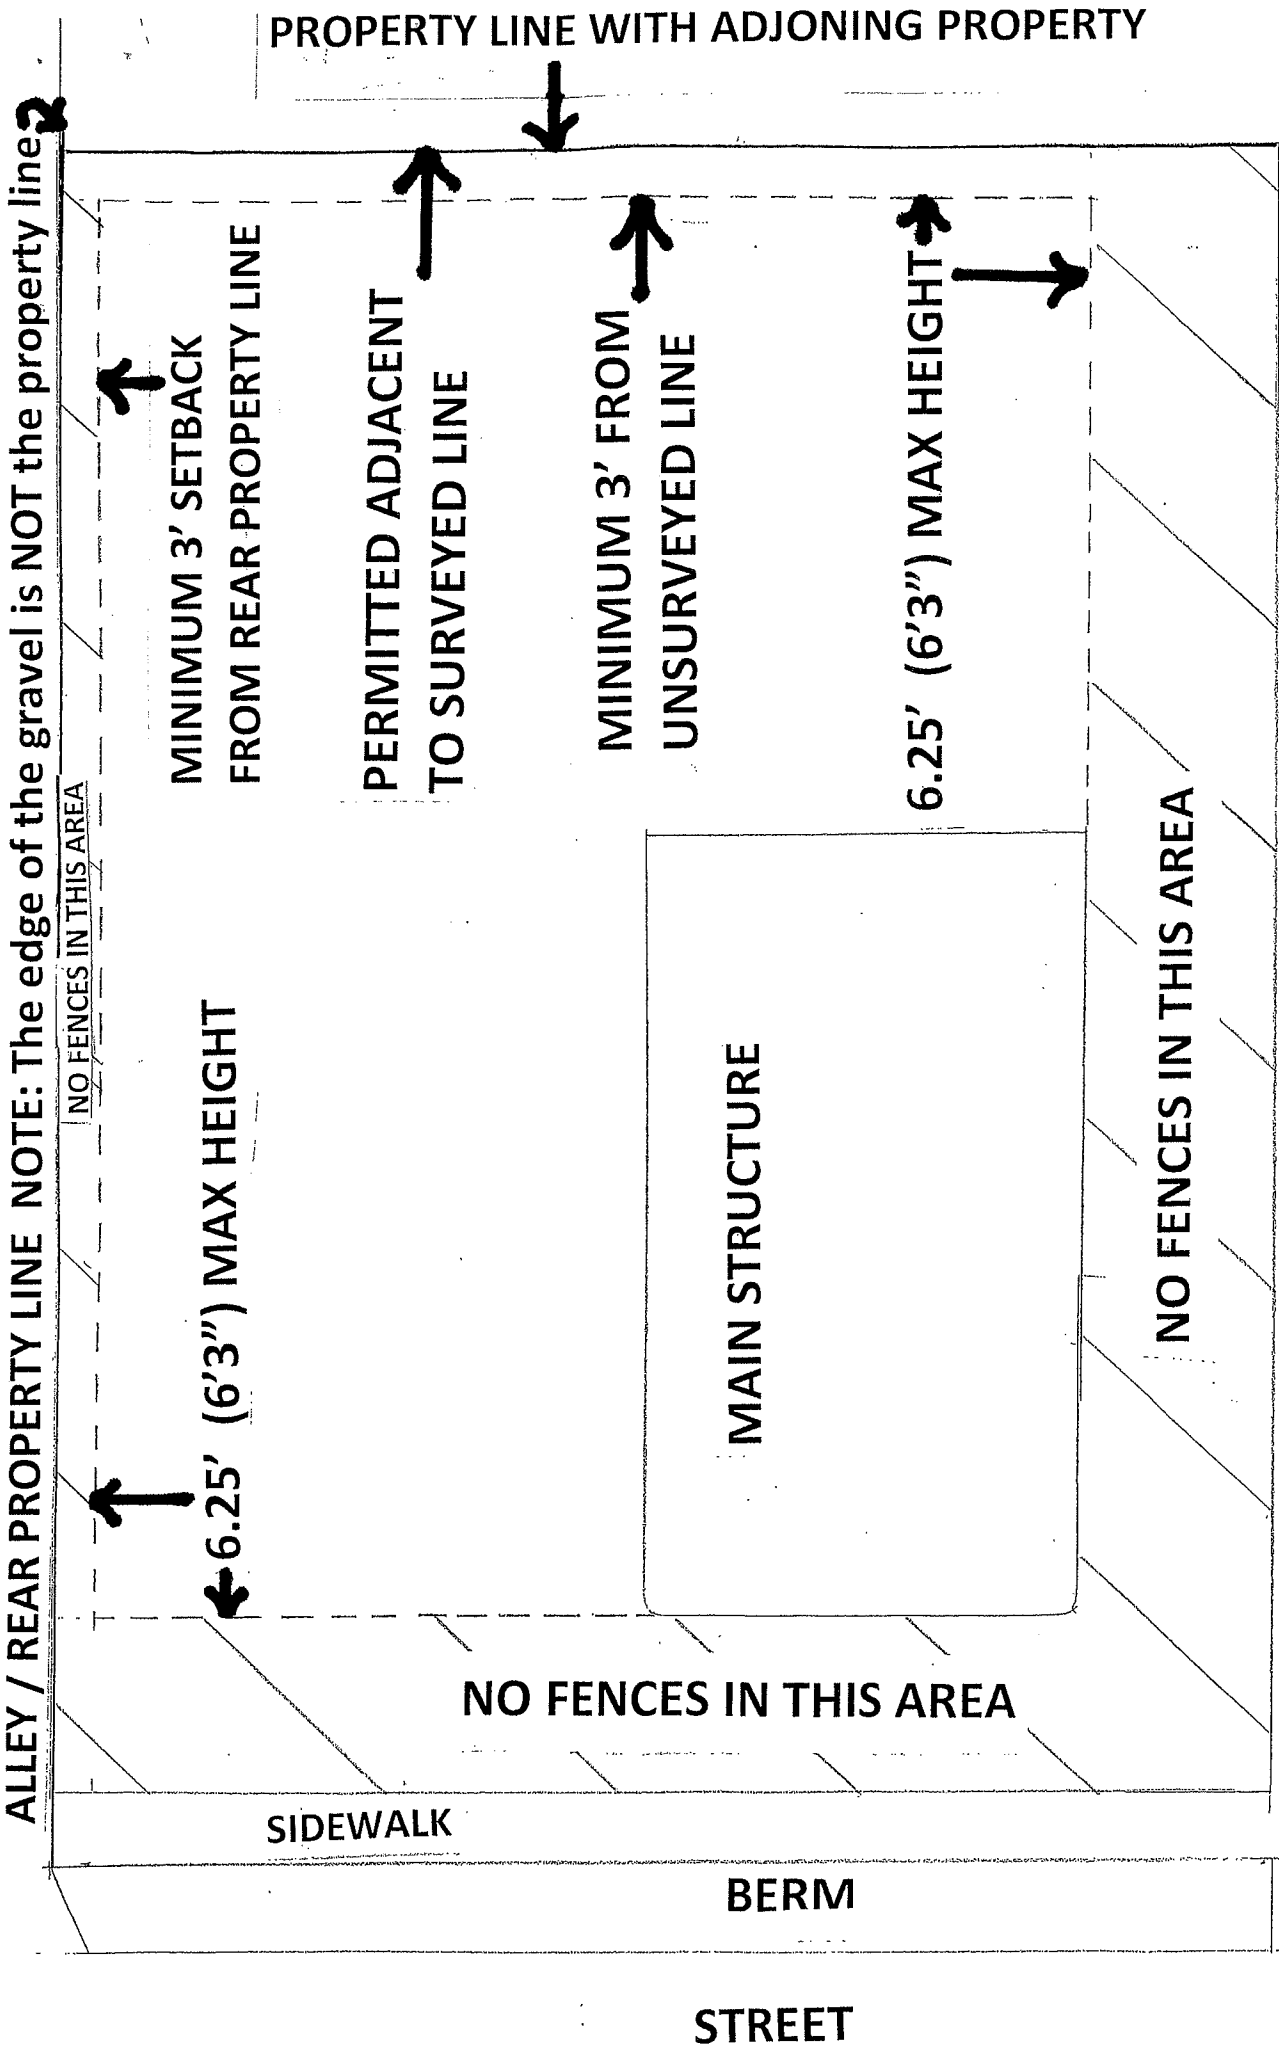 PROPERTY LINE WITH ADJONING PROPERTY
ALLEY / REAR PROPERTY LINE NOTE: The edge of the gravel is NOT the property line
NO FENCES IN THIS AREA
MINIMUM 3' SETBACK
FROM REAR PROPERTY LINE
6.25' (6'3") MAX HEIGHT
PERMITTED ADJACENT
TO SURVEYED LINE
MINIMUM 3' FROM
UNSURVEYED LINE
6.25' (6'3") MAX HEIGHT
MAIN STRUCTURE
NO FENCES IN THIS AREA
NO FENCES IN THIS AREA
SIDEWALK
BERM
STREET